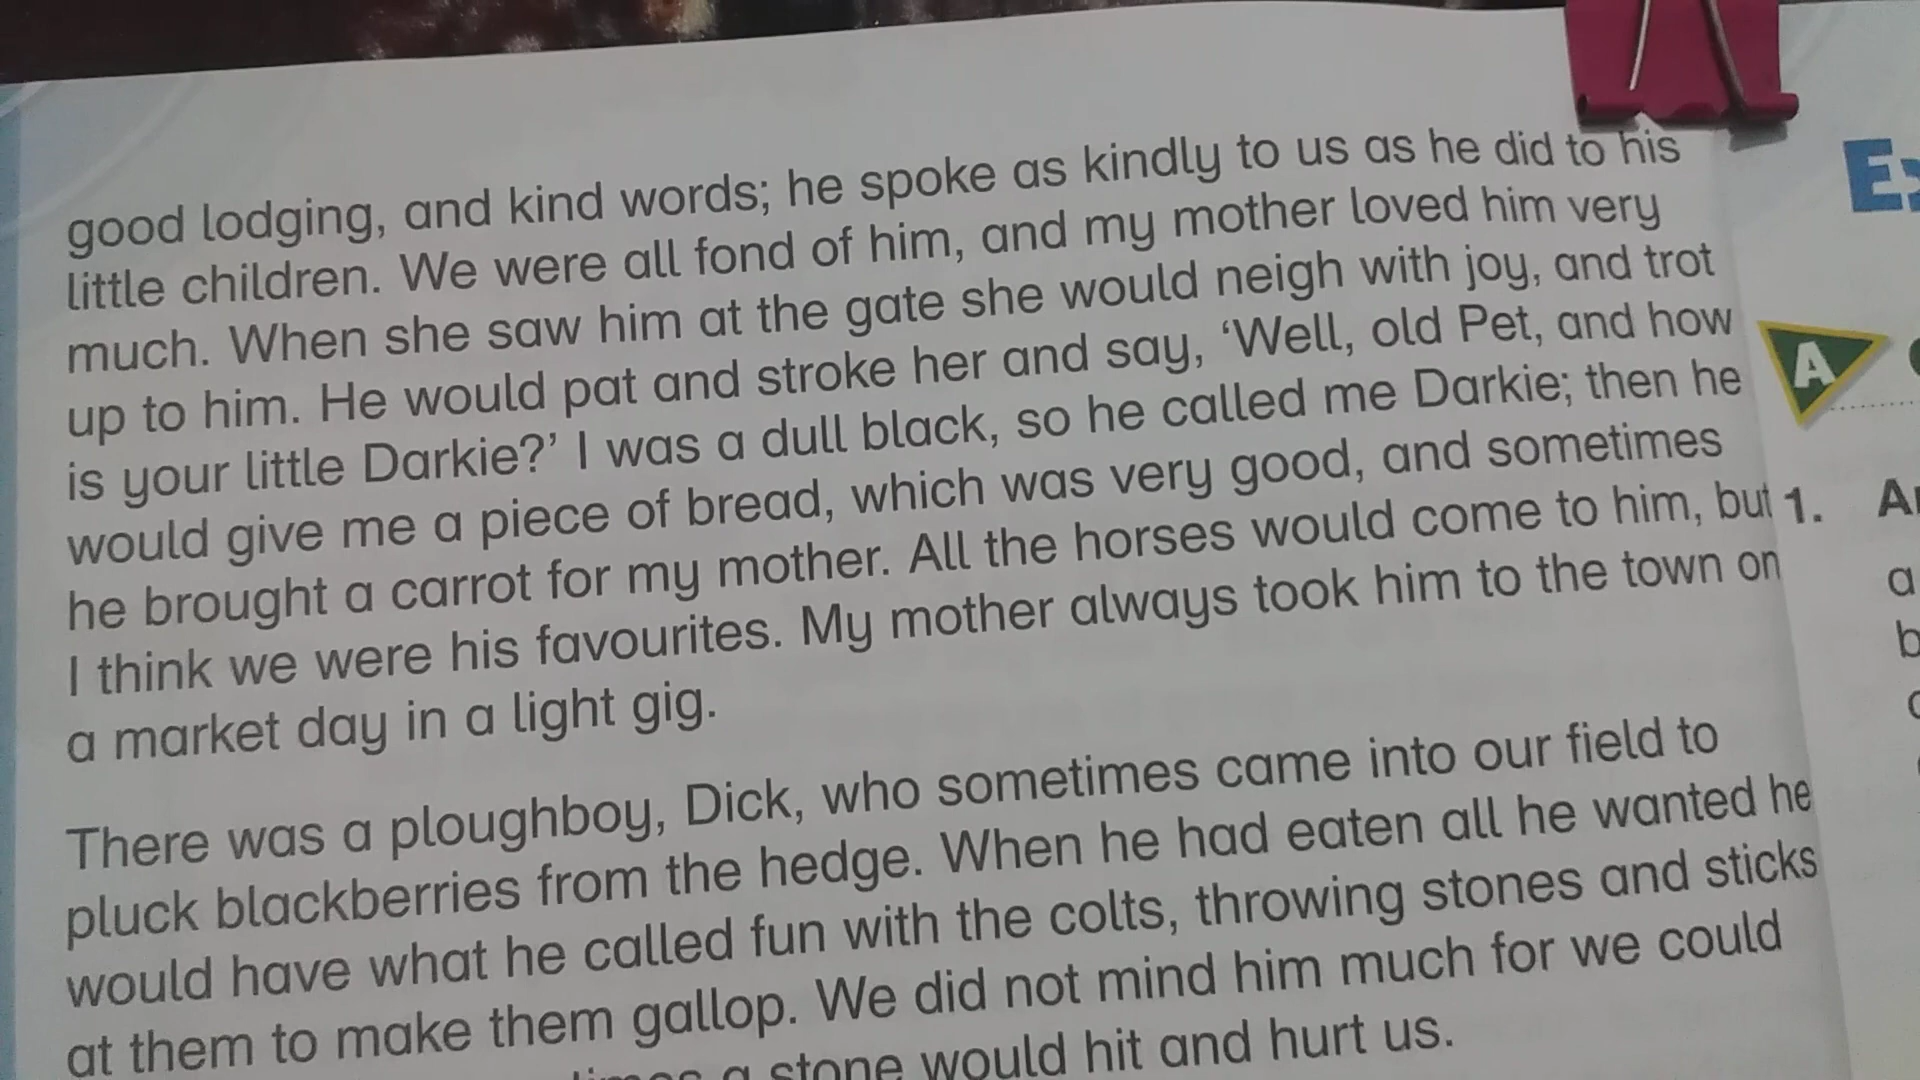 good lodging, and kind words; he spoke as kindly to us as he did to his
little children. We were all fond of him, and my mother loved him very
much. When she saw him at the gate she would neigh with joy, and trot
up to him. He would pat and stroke her and say, ‘Well, old Pet, and how
is your little Darkie?’ I was a dull black, so he called me Darkie; then he
would give me a piece of bread, which was very good, and sometimes
he brought a carrot for my mother. All the horses would come to him, but
I think we were his favourites. My mother always took him to the town on
a market day in a light gig.
There was a ploughboy, Dick, who sometimes came into our field to
pluck blackberries from the hedge. When he had eaten all he wanted he
would have what he called fun with the colts, throwing stones and sticks
at them to make them gallop. We did not mind him much for we could
a stone would hit and hurt us.
A
1.
a
b